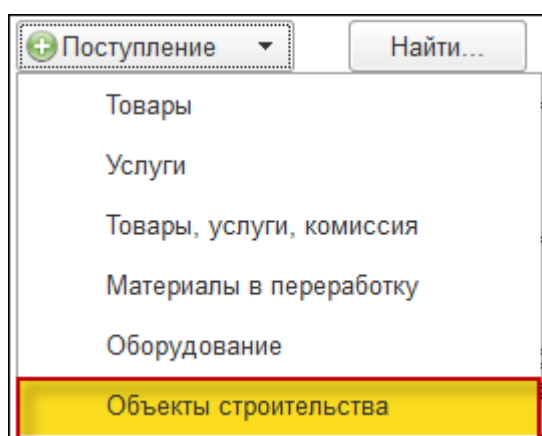 Поступление Найти...
Товары
Услуги
Товары, услуги, комиссия
Материалы в переработку
Оборудование
Объекты строительства